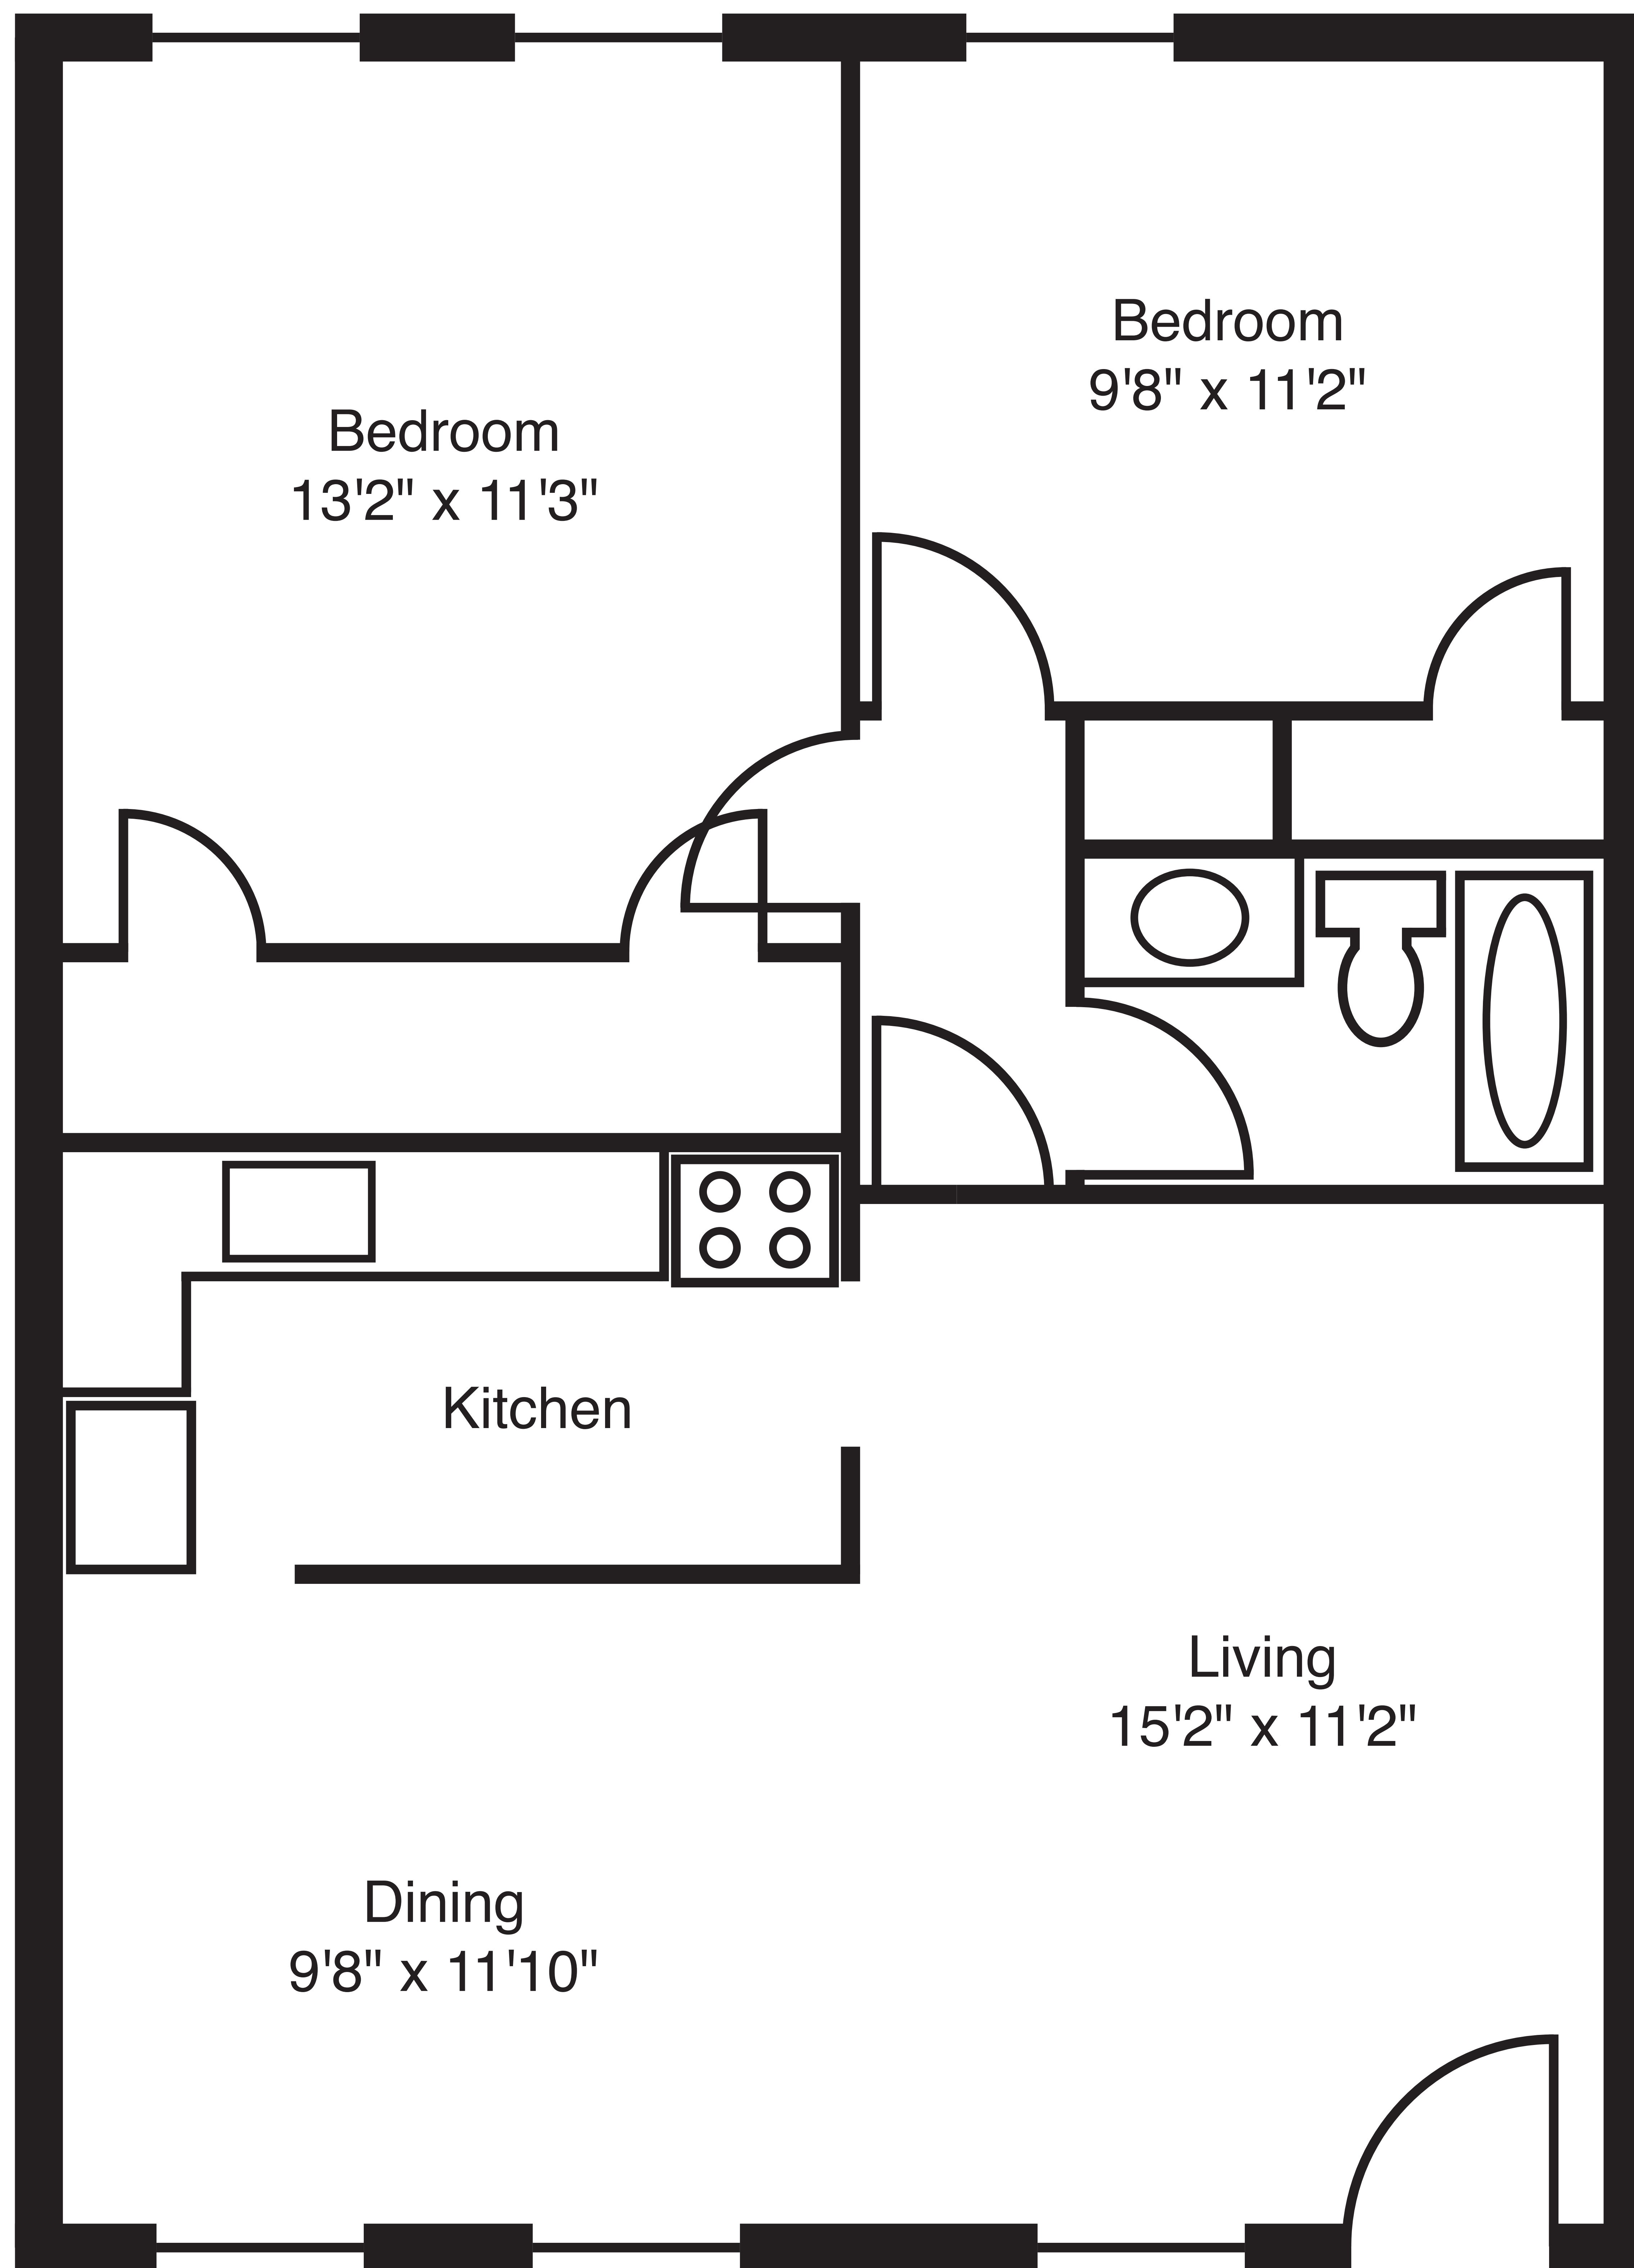 Bedroom
9'8" x 11'2"
Bedroom
13'2" x 11'3"
Kitchen
Living
15'2" x 11'2"
Dining
9'8" x 11'10"